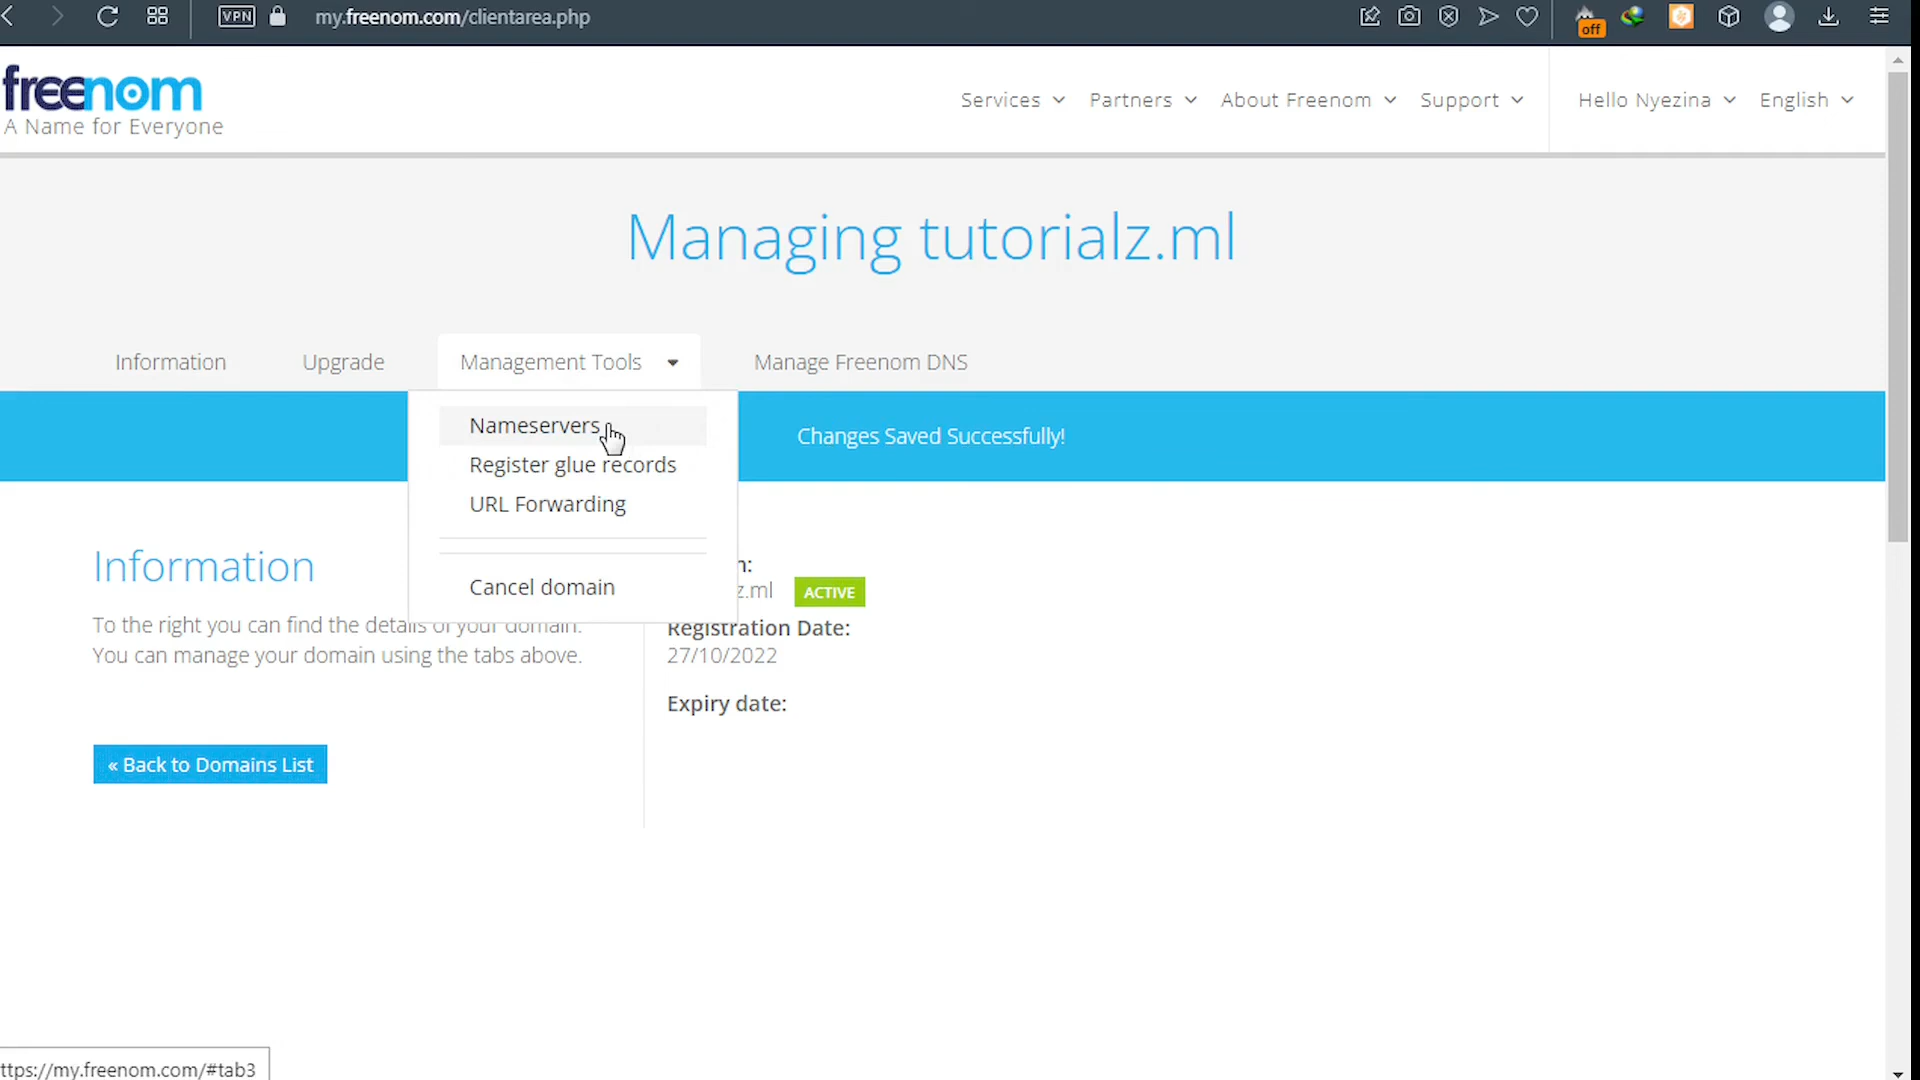 VPN
my.freenom.com/clientarea.php
off
freenom
A Name for Everyone
Services
Partners
About Freenom
Support
Hello Nyezina
English
Managing tutorialz.ml
Information
Upgrade
Management Tools
Manage Freenom DNS
Nameservers
Register glue records
URL Forwarding
Cancel domain
Changes Saved Successfully!
Information
To the right you can find the details of your domain.
You can manage your domain using the tabs above.
« Back to Domains List
n:
z.ml
ACTIVE
Registration Date:
27/10/2022
Expiry date:
ttps://my.freenom.com/#tab3